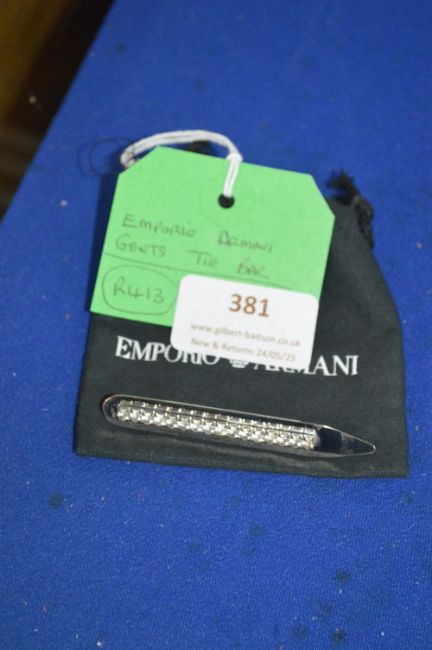 EMPORIO ARMANI
GENTS TIE BAR
R413
381
www.gilbert-baitson.co.uk
New & Returns 24/05/23
EMPORIO ARMANI